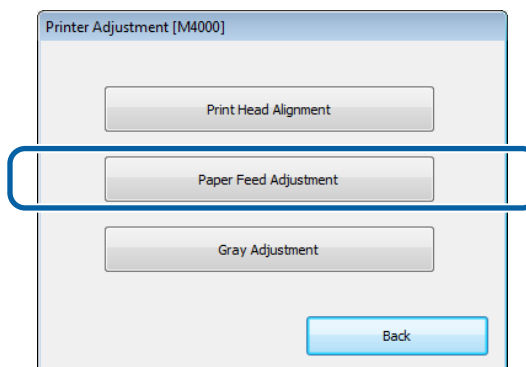 Printer Adjustment [M4000]
Print Head Alignment
Paper Feed Adjustment
Gray Adjustment
Back